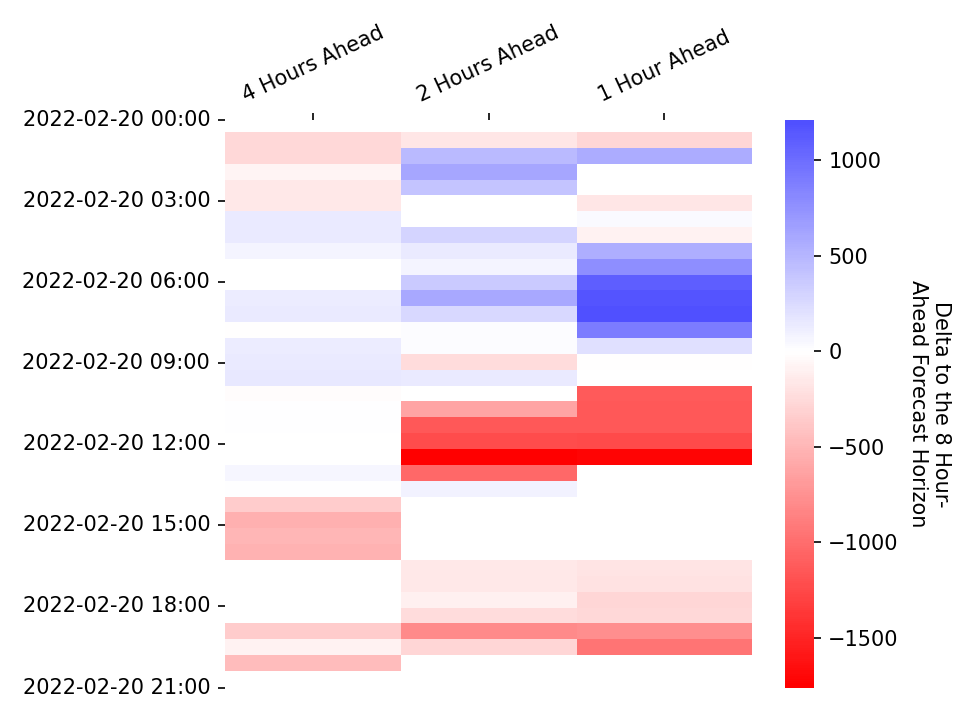 4 Hours Ahead
2 Hours Ahead
1 Hour Ahead
2022-02-20 00:00
2022-02-20 03:00
2022-02-20 06:00
2022-02-20 09:00
2022-02-20 12:00
2022-02-20 15:00
2022-02-20 18:00
2022-02-20 21:00
1000
500
0
−500
−1000
−1500
Delta to the 8 Hour-
Ahead Forecast Horizon